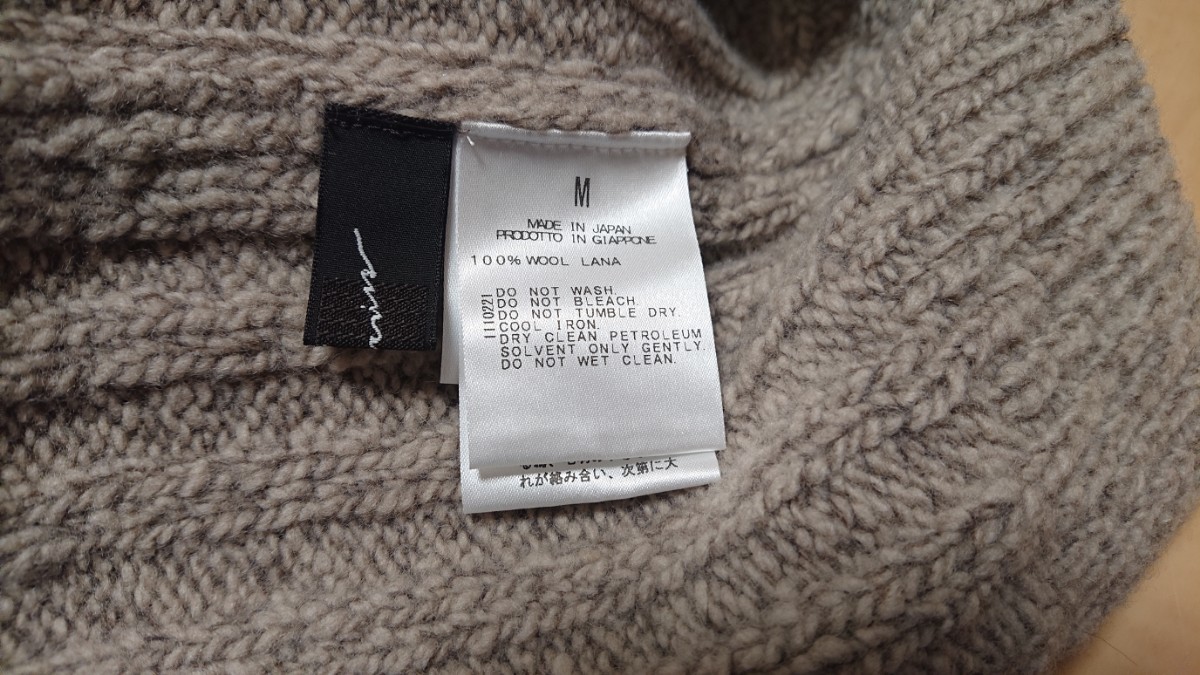 M
MADE IN JAPAN
PRODOTTO IN GIAPPONE
100% WOOL LANA
1110221
DO NOT WASH.
DO NOT BLEACH.
DO NOT TUMBLE DRY.
COOL IRON.
DRY CLEAN PETROLEUM
SOLVENT ONLY GENTLY.
DO NOT WET CLEAN.
れが絡み合い、次第に大